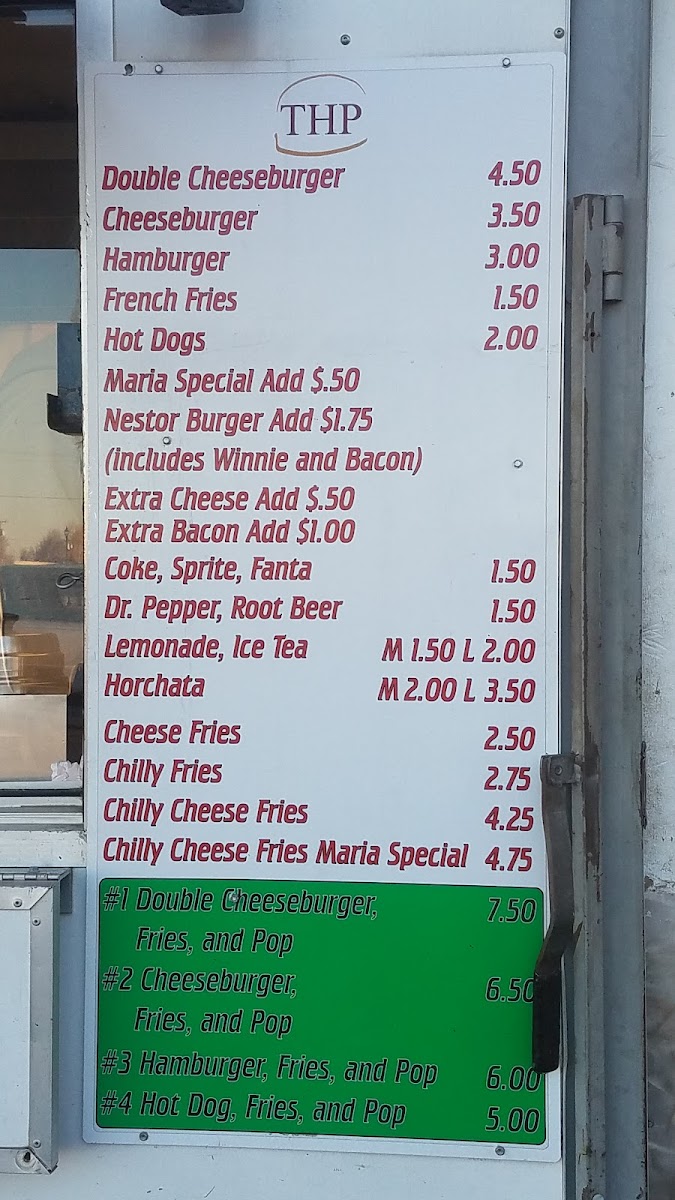 THP
Double Cheeseburger 4.50
Cheeseburger 3.50
Hamburger 3.00
French Fries 1.50
Hot Dogs 2.00
Maria Special Add $.50
Nestor Burger Add $1.75
(includes Winnie and Bacon)
Extra Cheese Add $.50
Extra Bacon Add $1.00
Coke, Sprite, Fanta 1.50
Dr. Pepper, Root Beer 1.50
Lemonade, Ice Tea M 1.50 L 2.00
Horchata M 2.00 L 3.50
Cheese Fries 2.50
Chilly Fries 2.75
Chilly Cheese Fries 4.25
Chilly Cheese Fries Maria Special 4.75
#1 Double Cheeseburger, 7.50
Fries, and Pop
#2 Cheeseburger, 6.50
Fries, and Pop
#3 Hamburger, Fries, and Pop 6.00
#4 Hot Dog, Fries, and Pop 5.00